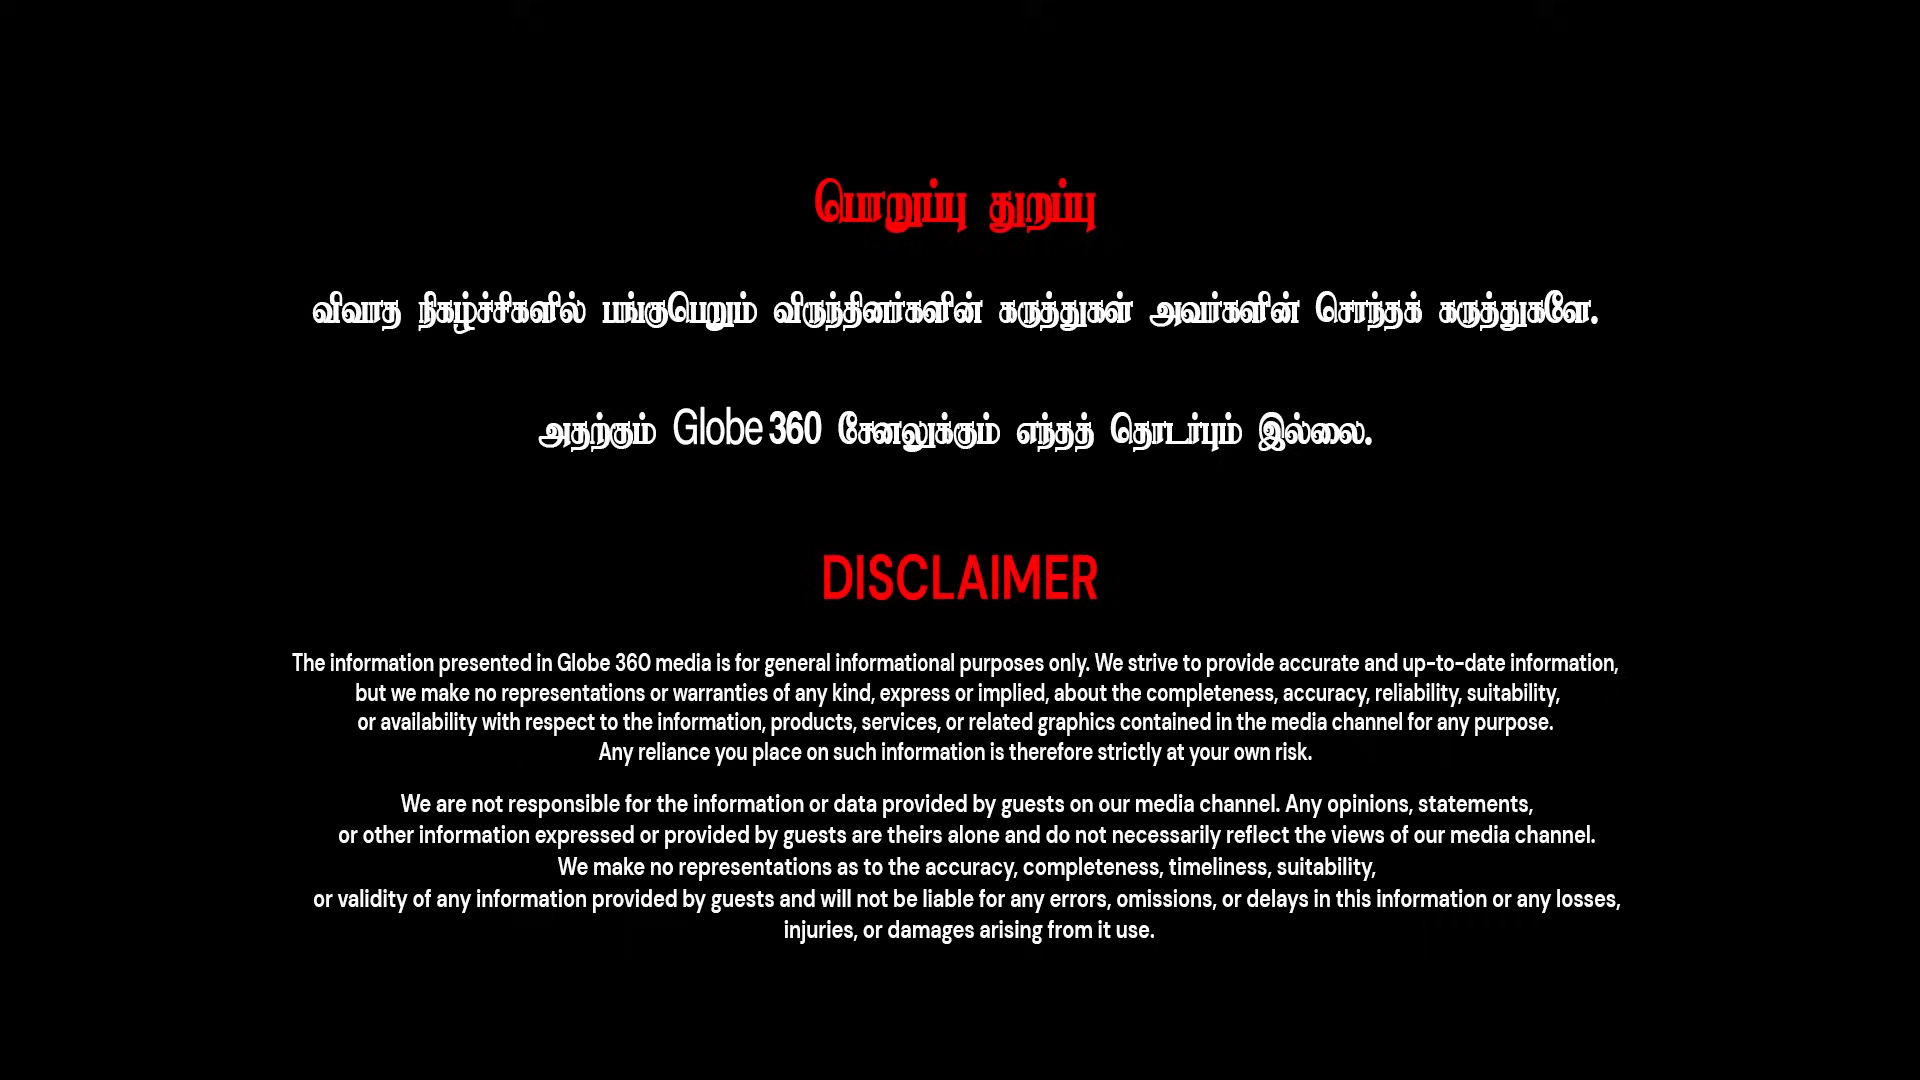 பொறுப்பு துறப்பு
விவாத நிகழ்ச்சிகளில் பங்குபெறும் விருந்தினர்களின் கருத்துகள் அவர்களின் சொந்தக் கருத்துகளே.
அதற்கும் Globe 360 சேனலுக்கும் எந்தத் தொடர்பும் இல்லை.
DISCLAIMER
The information presented in Globe 360 media is for general informational purposes only. We strive to provide accurate and up-to-date information,
but we make no representations or warranties of any kind, express or implied, about the completeness, accuracy, reliability, suitability,
or availability with respect to the information, products, services, or related graphics contained in the media channel for any purpose.
Any reliance you place on such information is therefore strictly at your own risk.
We are not responsible for the information or data provided by guests on our media channel. Any opinions, statements,
or other information expressed or provided by guests are theirs alone and do not necessarily reflect the views of our media channel.
We make no representations as to the accuracy, completeness, timeliness, suitability,
or validity of any information provided by guests and will not be liable for any errors, omissions, or delays in this information or any losses,
injuries, or damages arising from it use.